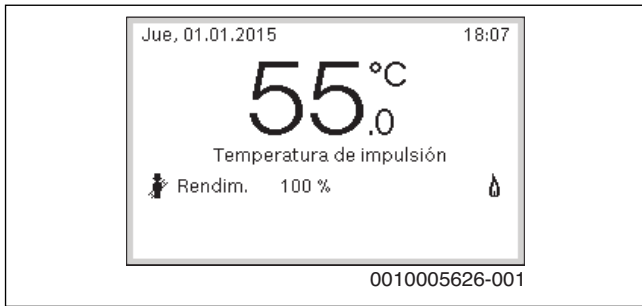 Jue, 01.01.2015 18:07
55.0 °C
Temperatura de impulsión
Rendim. 100 %
0010005626-001